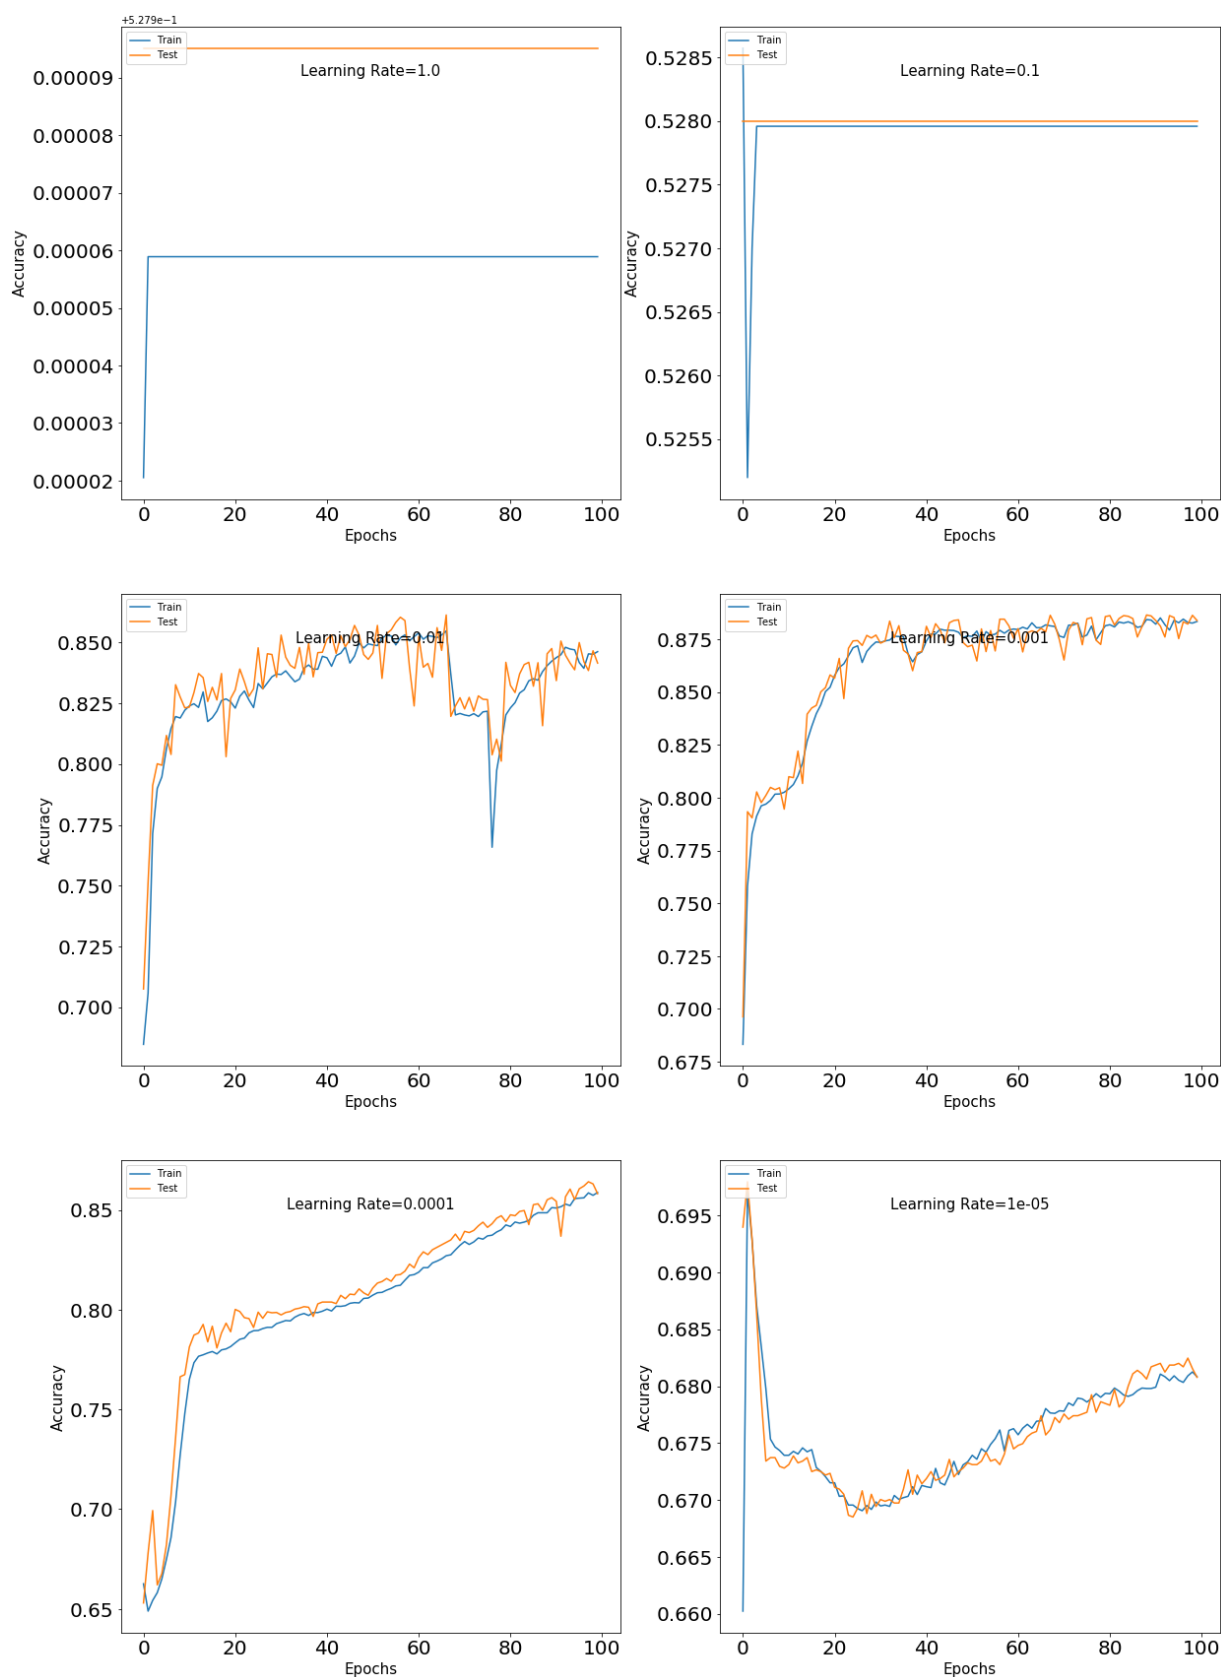 +5.279e−1
Train
Test
Learning Rate=1.0
0.00009
0.00008
0.00007
0.00006
0.00005
0.00004
0.00003
0.00002
Accuracy
0 20 40 60 80 100
Epochs
Train
Test
Learning Rate=0.1
0.5285
0.5280
0.5275
0.5270
0.5265
0.5260
0.5255
Accuracy
0 20 40 60 80 100
Epochs
Train
Test
Learning Rate=0.01
0.850
0.825
0.800
0.775
0.750
0.725
0.700
Accuracy
0 20 40 60 80 100
Epochs
Train
Test
Learning Rate=0.001
0.875
0.850
0.825
0.800
0.775
0.750
0.725
0.700
0.675
Accuracy
0 20 40 60 80 100
Epochs
Train
Test
Learning Rate=0.0001
0.85
0.80
0.75
0.70
0.65
Accuracy
0 20 40 60 80 100
Epochs
Train
Test
Learning Rate=1e-05
0.695
0.690
0.685
0.680
0.675
0.670
0.665
0.660
Accuracy
0 20 40 60 80 100
Epochs